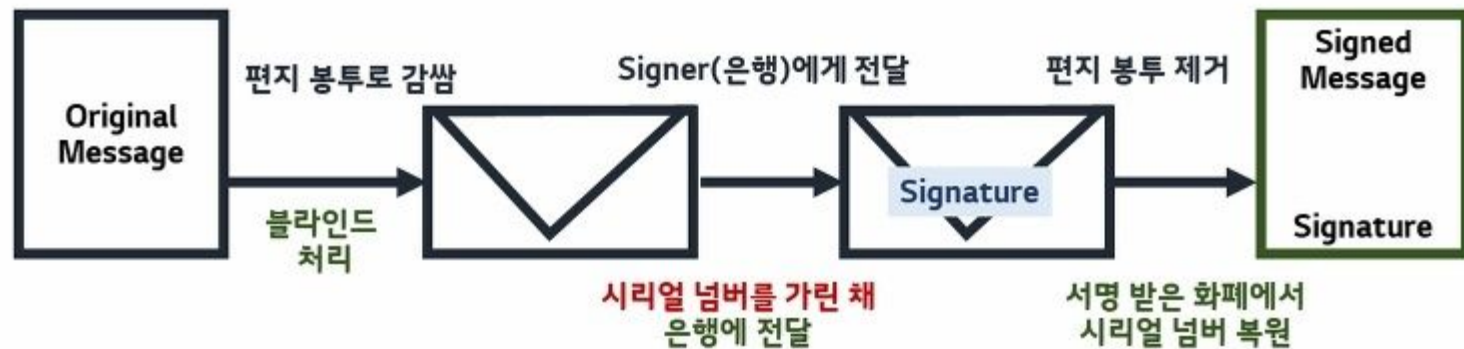 Original
Message
편지 봉투로 감쌈
블라인드
처리
Signer(은행)에게 전달
시리얼 넘버를 가린 채
은행에 전달
Signature
편지 봉투 제거
서명 받은 화폐에서
시리얼 넘버 복원
Signed
Message
Signature